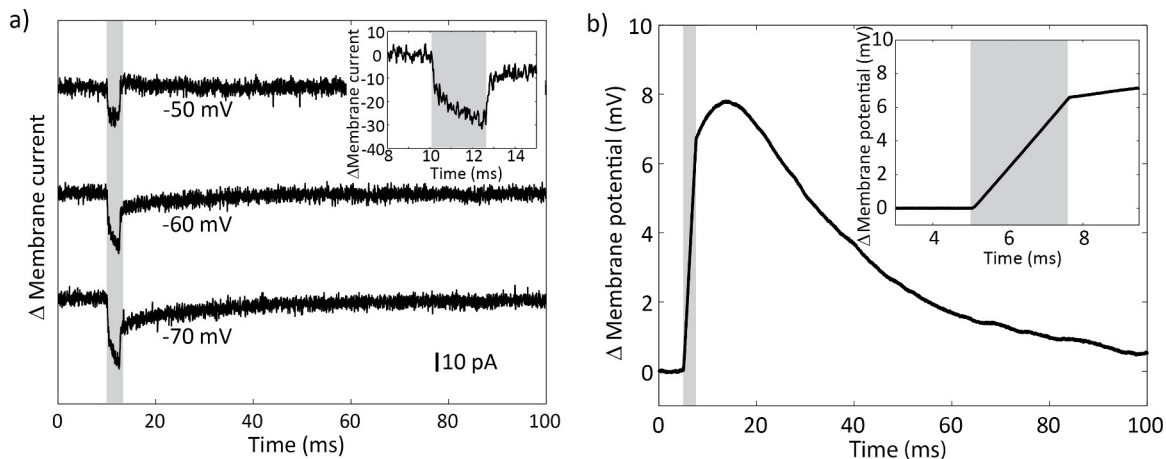 a)
Δ Membrane current
-50 mV
-60 mV
-70 mV
10 pA
0 20 40 60 80 100
Time (ms)
ΔMembrane current
10
0
-10
-20
-30
-40
8 10 12 14
Time (ms)
b)
Δ Membrane potential (mV)
10
8
6
4
2
0
0 20 40 60 80 100
Time (ms)
Δ Membrane potential (mV)
10
8
6
4
2
0
4 6 8
Time (ms)